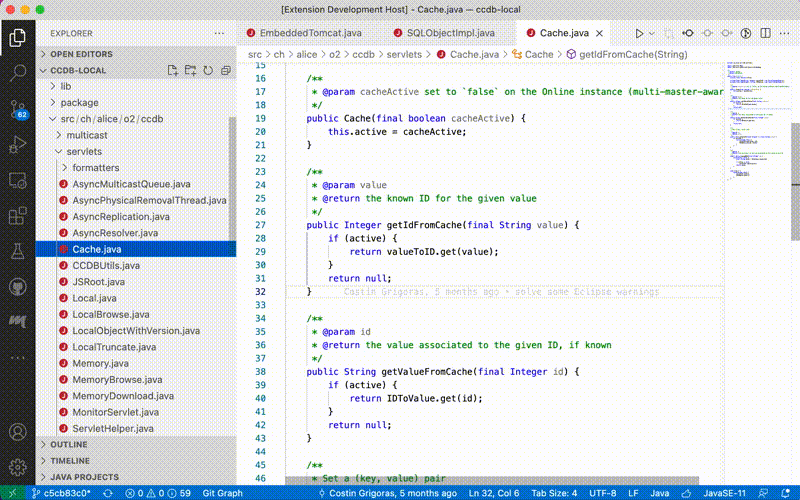 [Extension Development Host] - Cache.java — ccdb-local
EXPLORER
OPEN EDITORS
CCDB-LOCAL
lib
package
src/ch/alice/o2/ccdb
multicast
servlets
formatters
AsyncMulticastQueue.java
AsyncPhysicalRemovalThread.java
AsyncReplication.java
AsyncResolver.java
Cache.java
CCDBUtils.java
JSRoot.java
Local.java
LocalBrowse.java
LocalObjectWithVersion.java
LocalTruncate.java
Memory.java
MemoryBrowse.java
MemoryDownload.java
MonitorServlet.java
ServletHelper.java
OUTLINE
TIMELINE
JAVA PROJECTS
62
EmbeddedTomcat.java
SQLObjectImpl.java
Cache.java
src > ch > alice > o2 > ccdb > servlets > Cache.java > Cache > getIdFromCache(String)
15
16 /**
17 * @param cacheActive set to `false` on the Online instance (multi-master-awar
18 */
19 public Cache(final boolean cacheActive) {
20 this.active = cacheActive;
21 }
22
23 /**
24 * @param value
25 * @return the known ID for the given value
26 */
27 public Integer getIdFromCache(final String value) {
28 if (active) {
29 return valueToID.get(value);
30 }
31 return null;
32 } Costin Grigoras, 5 months ago • solve some Eclipse warnings
33
34 /**
35 * @param id
36 * @return the value associated to the given ID, if known
37 */
38 public String getValueFromCache(final Integer id) {
39 if (active) {
40 return IDToValue.get(id);
41 }
42 return null;
43 }
44
45 /**
46 * Set a (key, value) pair
c5cb83c0* 0 0 59 Git Graph Costin Grigoras, 5 months ago Ln 32, Col 6 Tab Size: 4 UTF-8 LF Java JavaSE-11